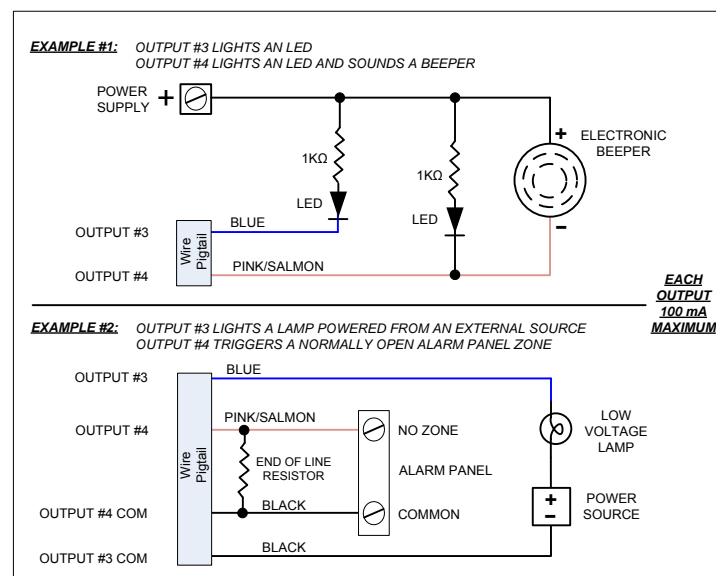 EXAMPLE #1: OUTPUT #3 LIGHTS AN LED
OUTPUT #4 LIGHTS AN LED AND SOUNDS A BEEPER
POWER
SUPPLY
+
+
ELECTRONIC
BEEPER
1KΩ
1KΩ
LED
LED
–
OUTPUT #3
BLUE
Wire
Pigtail
OUTPUT #4
PINK/SALMON
EACH
OUTPUT
100 mA
MAXIMUM
EXAMPLE #2: OUTPUT #3 LIGHTS A LAMP POWERED FROM AN EXTERNAL SOURCE
OUTPUT #4 TRIGGERS A NORMALLY OPEN ALARM PANEL ZONE
OUTPUT #3
BLUE
OUTPUT #4
PINK/SALMON
NO ZONE
LOW
VOLTAGE
LAMP
Wire
Pigtail
END OF LINE
RESISTOR
ALARM PANEL
OUTPUT #4 COM
BLACK
COMMON
+
–
POWER
SOURCE
OUTPUT #3 COM
BLACK